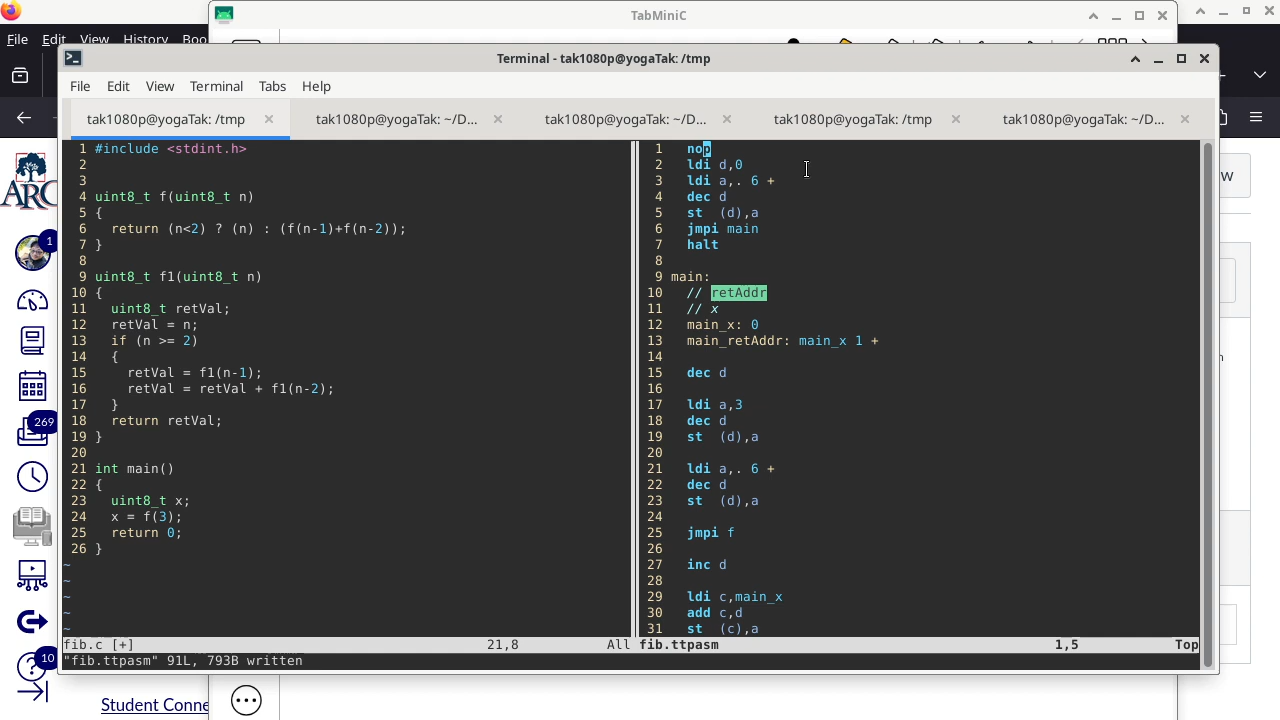 TabMiniC
File Edit View History Boo
Terminal - tak1080p@yogaTak: /tmp
File Edit View Terminal Tabs Help
tak1080p@yogaTak: /tmp
tak1080p@yogaTak: ~/D...
tak1080p@yogaTak: ~/D...
tak1080p@yogaTak: /tmp
tak1080p@yogaTak: ~/D...
ARC
1
269
10
w
Student Conne
1 #include <stdint.h>
2
3
4 uint8_t f(uint8_t n)
5 {
6   return (n<2) ? (n) : (f(n-1)+f(n-2));
7 }
8
9 uint8_t f1(uint8_t n)
10 {
11   uint8_t retVal;
12   retVal = n;
13   if (n >= 2)
14   {
15     retVal = f1(n-1);
16     retVal = retVal + f1(n-2);
17   }
18   return retVal;
19 }
20
21 int main()
22 {
23   uint8_t x;
24   x = f(3);
25   return 0;
26 }
~
~
~
~
~
fib.c [+] 21,8 All
1   nop
2   ldi d,0
3   ldi a,. 6 +
4   dec d
5   st  (d),a
6   jmpi main
7   halt
8
9 main:
10   // retAddr
11   // x
12   main_x: 0
13   main_retAddr: main_x 1 +
14
15   dec d
16
17   ldi a,3
18   dec d
19   st  (d),a
20
21   ldi a,. 6 +
22   dec d
23   st  (d),a
24
25   jmpi f
26
27   inc d
28
29   ldi c,main_x
30   add c,d
31   st  (c),a
fib.ttpasm 1,5 Top
"fib.ttpasm" 91L, 793B written